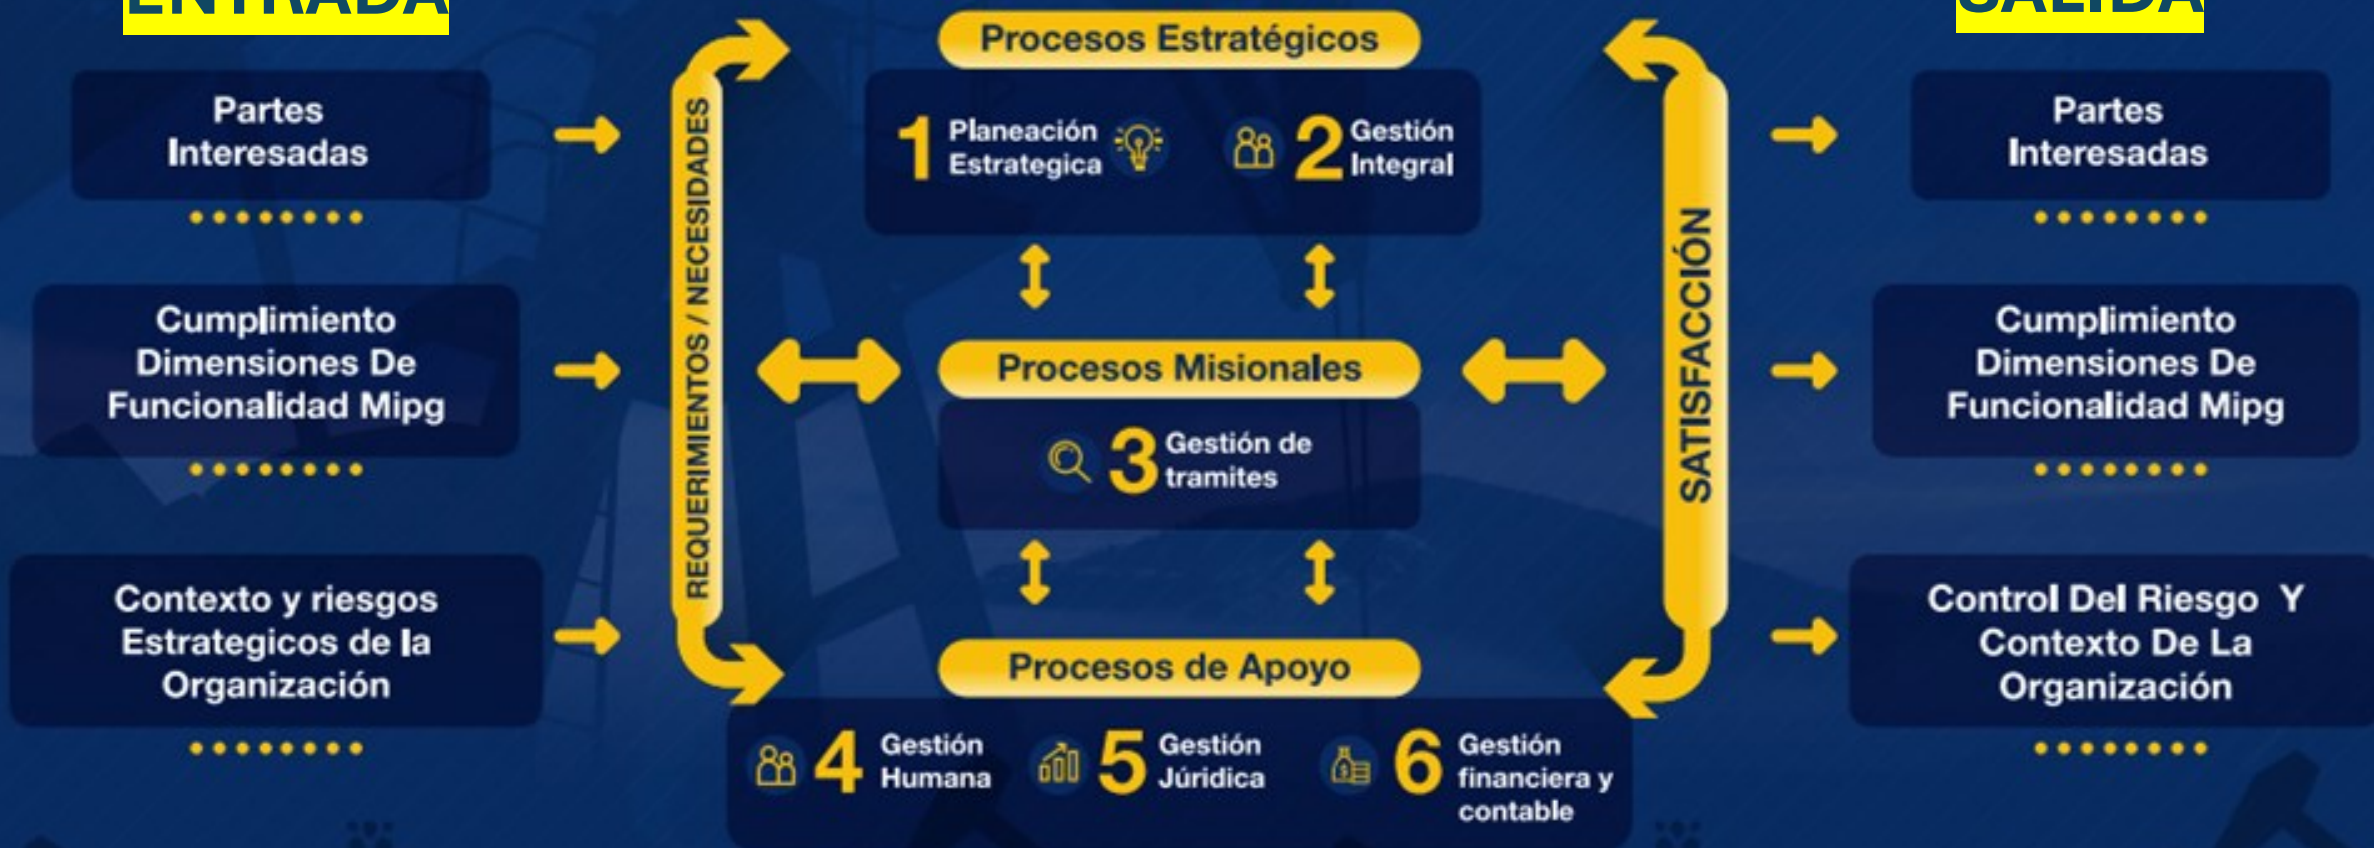 ENTRADA
Partes
Interesadas
Cumplimiento
Dimensiones De
Funcionalidad Mipg
Contexto y riesgos
Estrategicos de la
Organización
REQUERIMIENTOS / NECESIDADES
Procesos Estratégicos
1 Planeación
Estrategica
2 Gestión
Integral
Procesos Misionales
3 Gestión de
tramites
Procesos de Apoyo
4 Gestión
Humana
5 Gestión
Júridica
6 Gestión
financiera y
contable
SATISFACCIÓN
SALIDA
Partes
Interesadas
Cumplimiento
Dimensiones De
Funcionalidad Mipg
Control Del Riesgo Y
Contexto De La
Organización